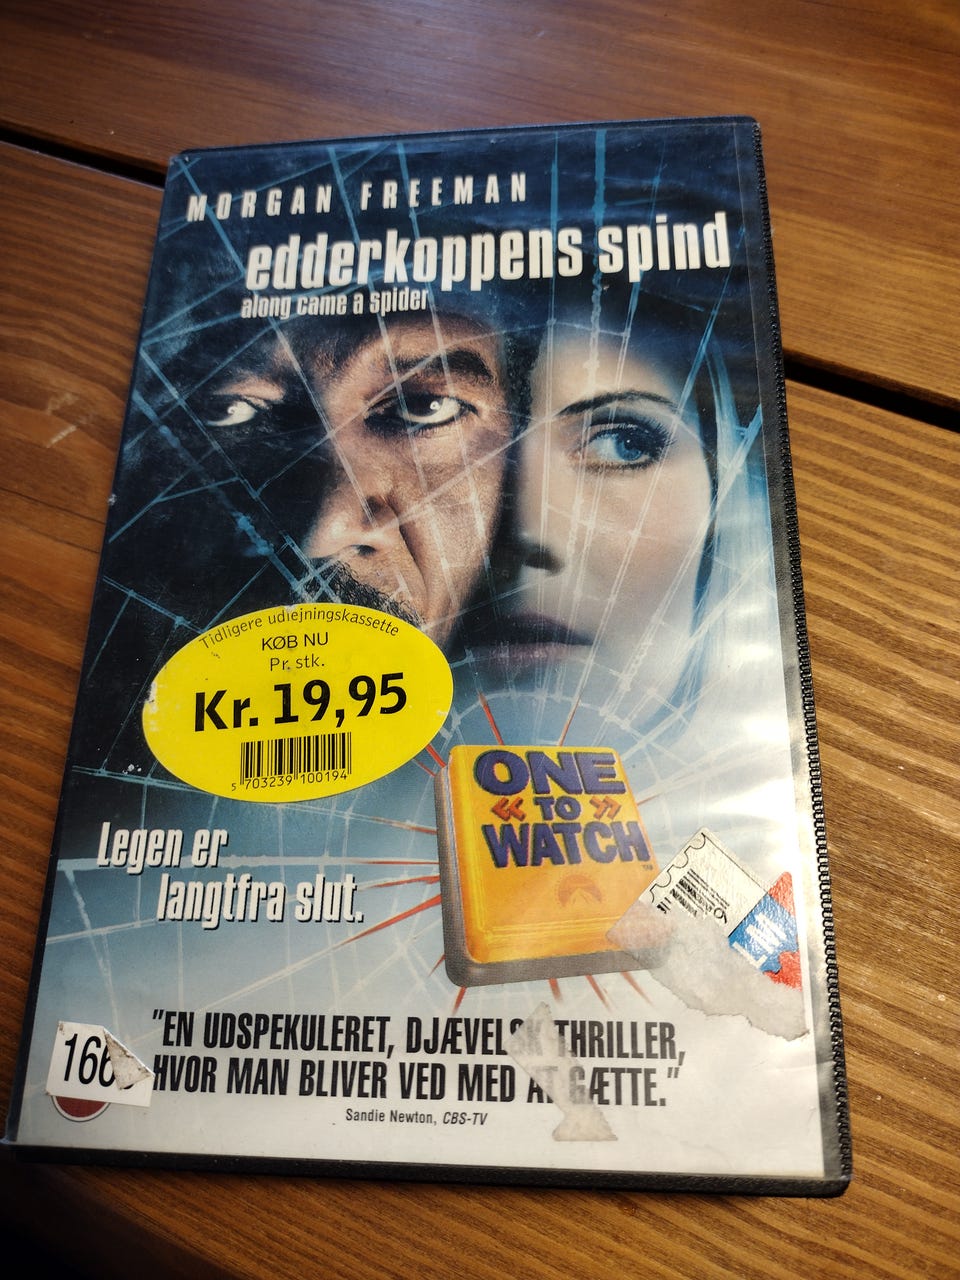 MORGAN FREEMAN
edderkoppens spind
along came a spider
Tidligere udlejningskassette
KØB NU
Pr. stk.
Kr. 19,95
5 703239 100194
ONE
« TO »
WATCH
™
Legen er
langtfra slut.
166
"EN UDSPEKULERET, DJÆVELSK THRILLER,
HVOR MAN BLIVER VED MED AT GÆTTE."
Sandie Newton, CBS-TV